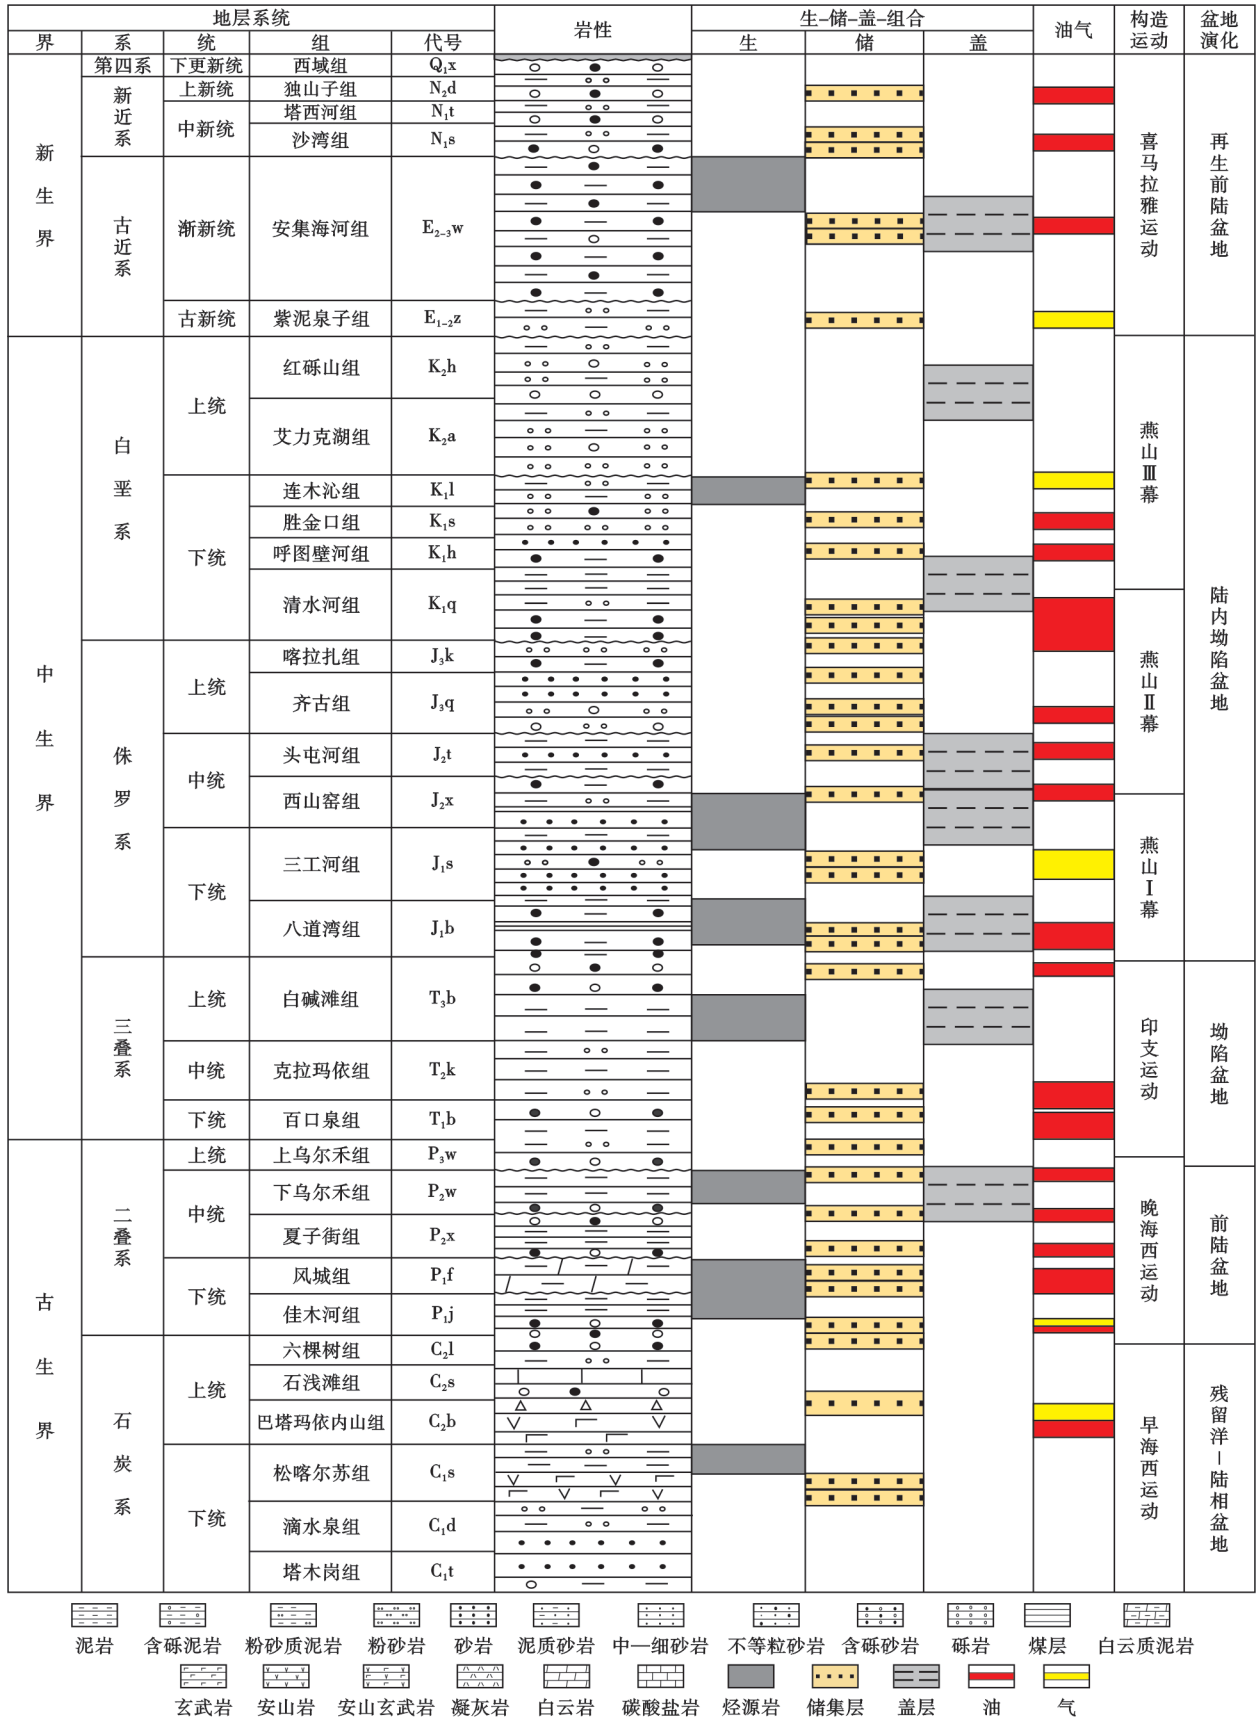 地层系统
岩性
生-储-盖-组合
油气
构造运动
盆地演化
界 系 统 组 代号 生 储 盖
新生界
第四系 下更新统 西域组 Q₁x
新近系 上新统 独山子组 N₂d
中新统 塔西河组 N₁t
沙湾组 N₁s
古近系 渐新统 安集海河组 E₂₋₃w
古新统 紫泥泉子组 E₁₋₂z
中生界
白垩系 上统 红砾山组 K₂h
艾力克湖组 K₂a
下统 连木沁组 K₁l
胜金口组 K₁s
呼图壁河组 K₁h
清水河组 K₁q
侏罗系 上统 喀拉扎组 J₃k
齐古组 J₃q
中统 头屯河组 J₂t
西山窑组 J₂x
下统 三工河组 J₁s
八道湾组 J₁b
三叠系 上统 白碱滩组 T₃b
中统 克拉玛依组 T₂k
下统 百口泉组 T₁b
古生界
二叠系 上统 上乌尔禾组 P₃w
中统 下乌尔禾组 P₂w
夏子街组 P₂x
下统 风城组 P₁f
佳木河组 P₁j
石炭系 上统 六棵树组 C₂l
石浅滩组 C₂s
巴塔玛依内山组 C₂b
下统 松喀尔苏组 C₁s
滴水泉组 C₁d
塔木岗组 C₁t
喜马拉雅运动
燕山Ⅲ幕
燕山Ⅱ幕
燕山Ⅰ幕
印支运动
晚海西运动
早海西运动
再生前陆盆地
陆内坳陷盆地
坳陷盆地
前陆盆地
残留洋-陆相盆地
泥岩 含砾泥岩 粉砂质泥岩 粉砂岩 砂岩 泥质砂岩 中—细砂岩 不等粒砂岩 含砾砂岩 砾岩 煤层 白云质泥岩
玄武岩 安山岩 安山玄武岩 凝灰岩 白云岩 碳酸盐岩 烃源岩 储集层 盖层 油 气